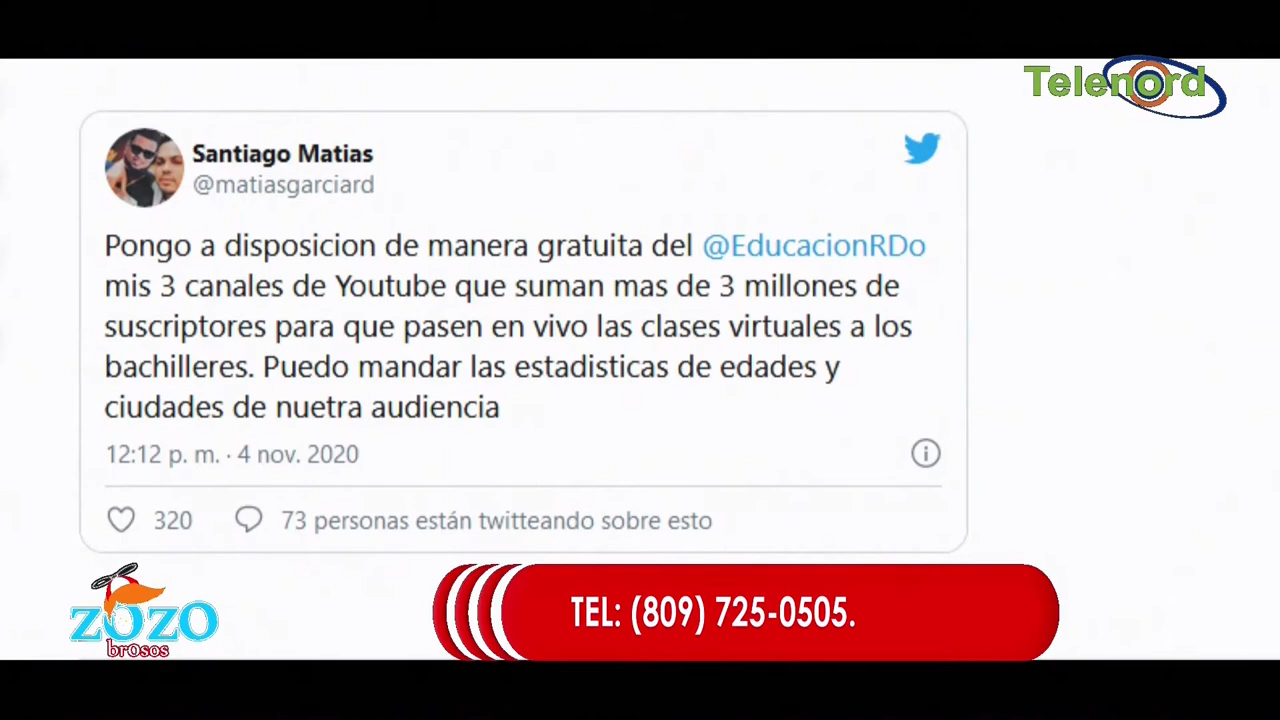 Telenord
Santiago Matias
@matiasgarciard
Pongo a disposicion de manera gratuita del @EducacionRDo
mis 3 canales de Youtube que suman mas de 3 millones de
suscriptores para que pasen en vivo las clases virtuales a los
bachilleres. Puedo mandar las estadisticas de edades y
ciudades de nuetra audiencia
12:12 p. m. · 4 nov. 2020
320 73 personas están twitteando sobre esto
zozo
brosos
TEL: (809) 725-0505.